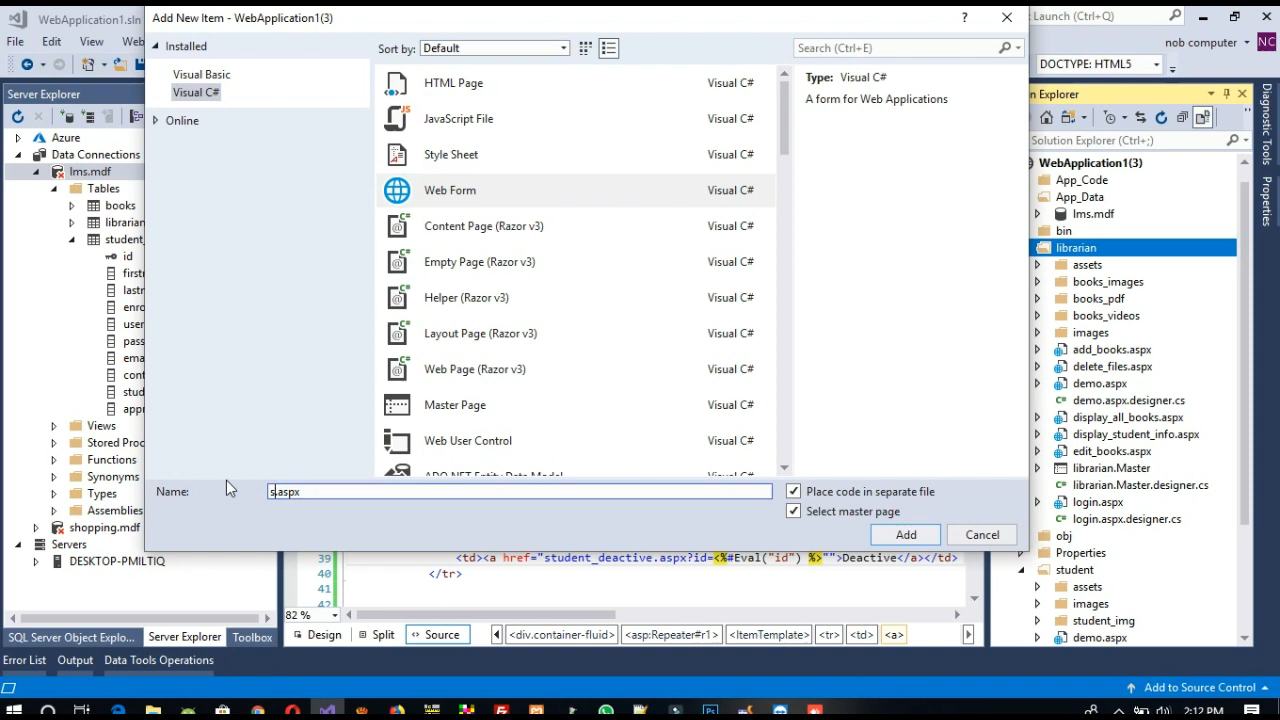 WebApplication1.sln
Add New Item - WebApplication1(3)
?
Launch (Ctrl+Q)
File
Edit
View
nob computer
NC
Installed
Visual Basic
Visual C#
Online
Sort by:
Default
Search (Ctrl+E)
DOCTYPE: HTML5
HTML Page Visual C#
JavaScript File Visual C#
Style Sheet Visual C#
Web Form Visual C#
Content Page (Razor v3) Visual C#
Empty Page (Razor v3) Visual C#
Helper (Razor v3) Visual C#
Layout Page (Razor v3) Visual C#
Web Page (Razor v3) Visual C#
Master Page Visual C#
Web User Control Visual C#
ADO.NET Entity Data Model
Type: Visual C#
A form for Web Applications
Name:
s.aspx
Place code in separate file
Select master page
Add
Cancel
Server Explorer
Azure
Data Connections
lms.mdf
Tables
books
librarian
student_
id
Views
Stored Proc
Functions
Synonyms
Types
Assemblies
shopping.mdf
Servers
DESKTOP-PMILTIQ
SQL Server Object Explo...
Server Explorer
Toolbox
39 <td><a href="student_deactive.aspx?id=<%#Eval("id") %>"">Deactive</a></td>
40 </tr>
41
42
82 %
Design
Split
Source
<div.container-fluid>
<asp:Repeater#r1>
<ItemTemplate>
<tr>
<td>
<a>
n Explorer
Solution Explorer (Ctrl+;)
WebApplication1(3)
App_Code
App_Data
lms.mdf
bin
librarian
assets
books_images
books_pdf
books_videos
images
add_books.aspx
delete_files.aspx
demo.aspx
demo.aspx.designer.cs
display_all_books.aspx
display_student_info.aspx
edit_books.aspx
librarian.Master
librarian.Master.designer.cs
login.aspx
login.aspx.designer.cs
obj
Properties
student
assets
images
student_img
demo.aspx
Diagnostic Tools
Properties
Error List
Output
Data Tools Operations
Add to Source Control
2:12 PM